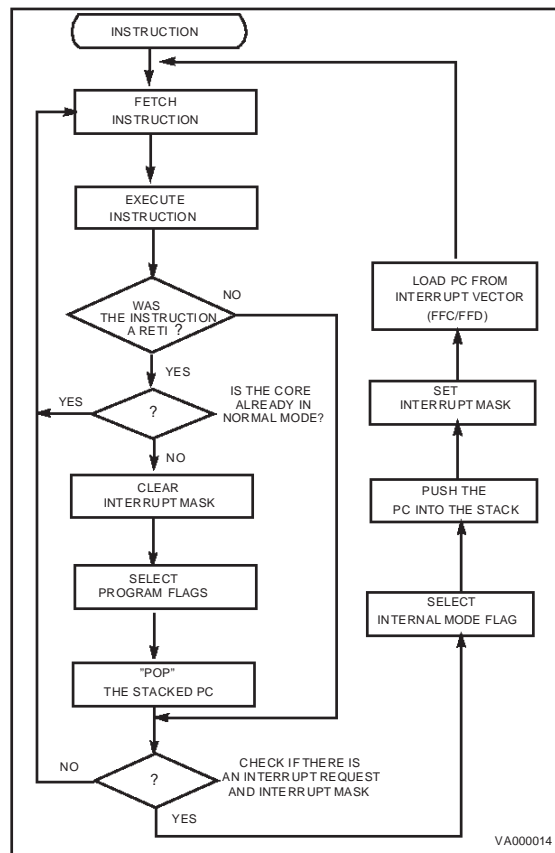 INSTRUCTION
FETCH
INSTRUCTION
EXECUTE
INSTRUCTION
WAS
THE INSTRUCTION
A RETI ?
NO
YES
?
IS THE CORE
ALREADY IN
NORMAL MODE?
YES
NO
CLEAR
INTERRUPT MASK
SELECT
PROGRAM FLAGS
"POP"
THE STACKED PC
?
CHECK IF THERE IS
AN INTERRUPT REQUEST
AND INTERRUPT MASK
NO
YES
LOAD PC FROM
INTERRUPT VECTOR
(FFC/FFD)
SET
INTERRUPT MASK
PUSH THE
PC INTO THE STACK
SELECT
INTERNAL MODE FLAG
VA000014